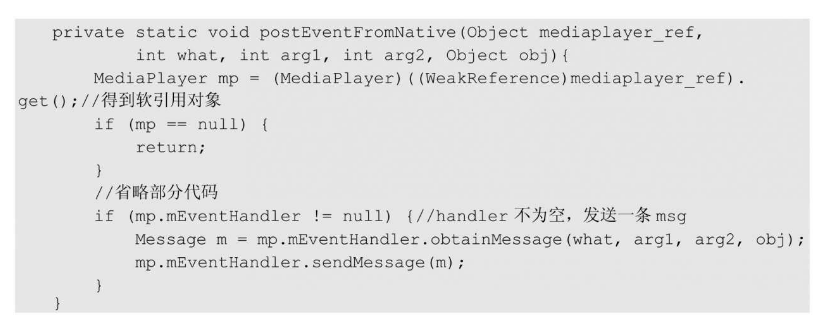 private static void postEventFromNative(Object mediaplayer_ref,
int what, int arg1, int arg2, Object obj){
MediaPlayer mp = (MediaPlayer)((WeakReference)mediaplayer_ref).
get();//得到软引用对象
if (mp == null) {
return;
}
//省略部分代码
if (mp.mEventHandler != null) {//handler 不为空，发送一条 msg
Message m = mp.mEventHandler.obtainMessage(what, arg1, arg2, obj);
mp.mEventHandler.sendMessage(m);
}
}